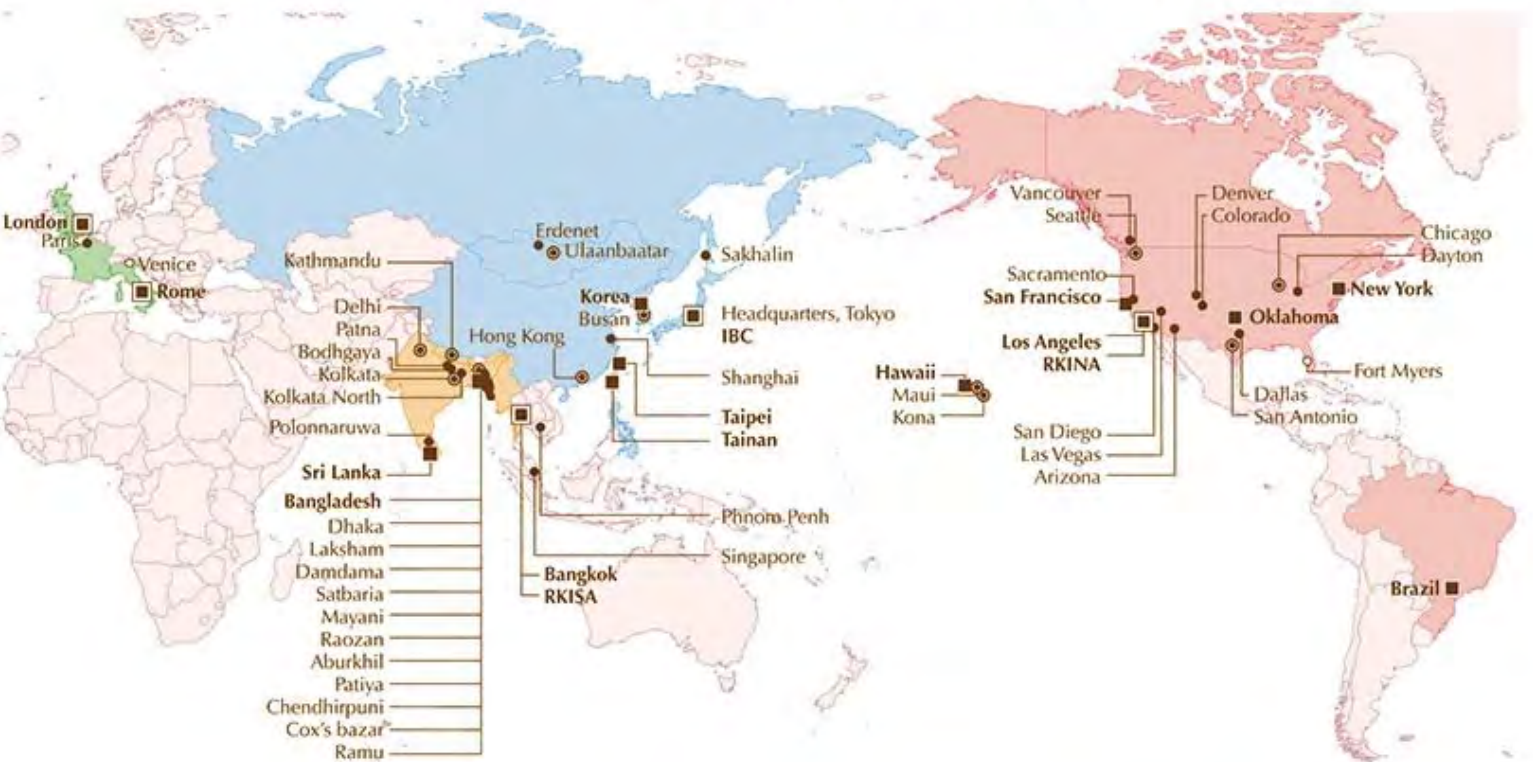 London
Paris
Venice
Rome
Kathmandu
Delhi
Patna
Bodhgaya
Kolkata
Kolkata North
Polonnaruwa
Sri Lanka
Bangladesh
Dhaka
Laksham
Damdama
Satbaria
Mayani
Raozan
Aburkhil
Patiya
Chendhirpuni
Cox's bazar
Ramu
Erdenet
Ulaanbaatar
Sakhalin
Korea
Busan
Hong Kong
Headquarters, Tokyo
IBC
Shanghai
Taipei
Tainan
Phnom Penh
Singapore
Bangkok
RKISA
Hawaii
Maui
Kona
Vancouver
Seattle
Sacramento
San Francisco
Los Angeles
RKINA
San Diego
Las Vegas
Arizona
Denver
Colorado
Chicago
Dayton
New York
Oklahoma
Fort Myers
Dallas
San Antonio
Brazil